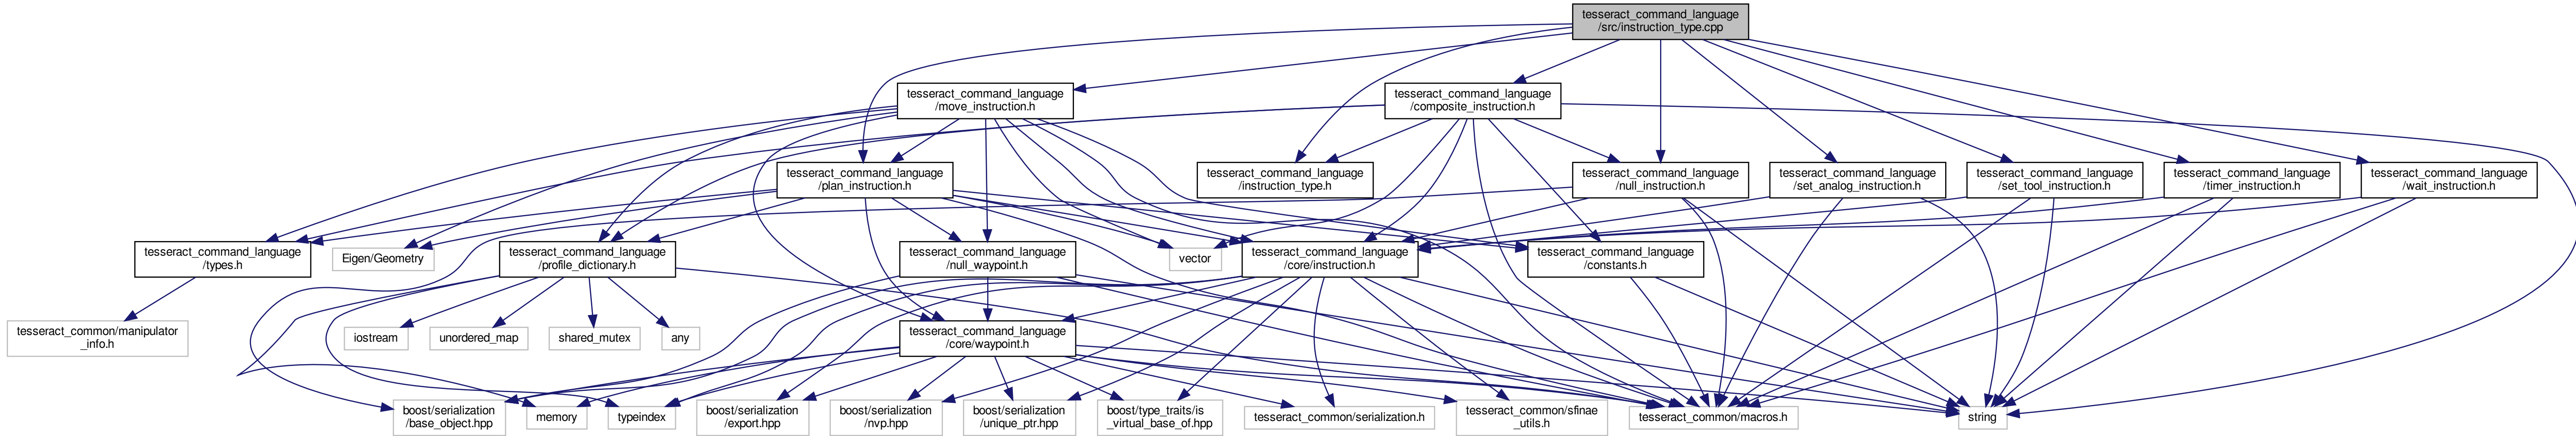 tesseract_command_language
/src/instruction_type.cpp
tesseract_command_language
/move_instruction.h
tesseract_command_language
/composite_instruction.h
tesseract_command_language
/plan_instruction.h
tesseract_command_language
/instruction_type.h
tesseract_command_language
/null_instruction.h
tesseract_command_language
/set_analog_instruction.h
tesseract_command_language
/set_tool_instruction.h
tesseract_command_language
/timer_instruction.h
tesseract_command_language
/wait_instruction.h
tesseract_command_language
/types.h
Eigen/Geometry
tesseract_command_language
/profile_dictionary.h
tesseract_command_language
/null_waypoint.h
vector
tesseract_command_language
/core/instruction.h
tesseract_command_language
/constants.h
tesseract_common/manipulator
_info.h
iostream
unordered_map
shared_mutex
any
tesseract_command_language
/core/waypoint.h
boost/serialization
/base_object.hpp
memory
typeindex
boost/serialization
/export.hpp
boost/serialization
/nvp.hpp
boost/serialization
/unique_ptr.hpp
boost/type_traits/is
_virtual_base_of.hpp
tesseract_common/serialization.h
tesseract_common/sfinae
_utils.h
tesseract_common/macros.h
string